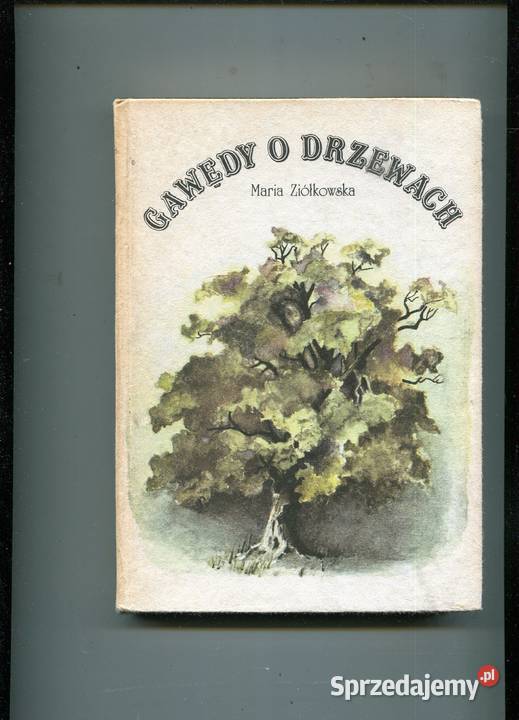 GAWĘDY O DRZEWACH
Maria Ziółkowska
Sprzedajemy.pl